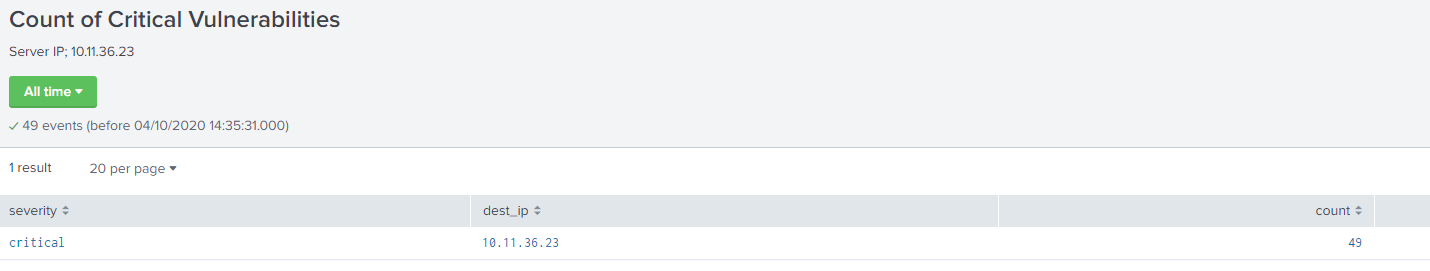 Count of Critical Vulnerabilities
Server IP; 10.11.36.23
All time
49 events (before 04/10/2020 14:35:31.000)
1 result 20 per page
severity dest_ip count
critical 10.11.36.23 49